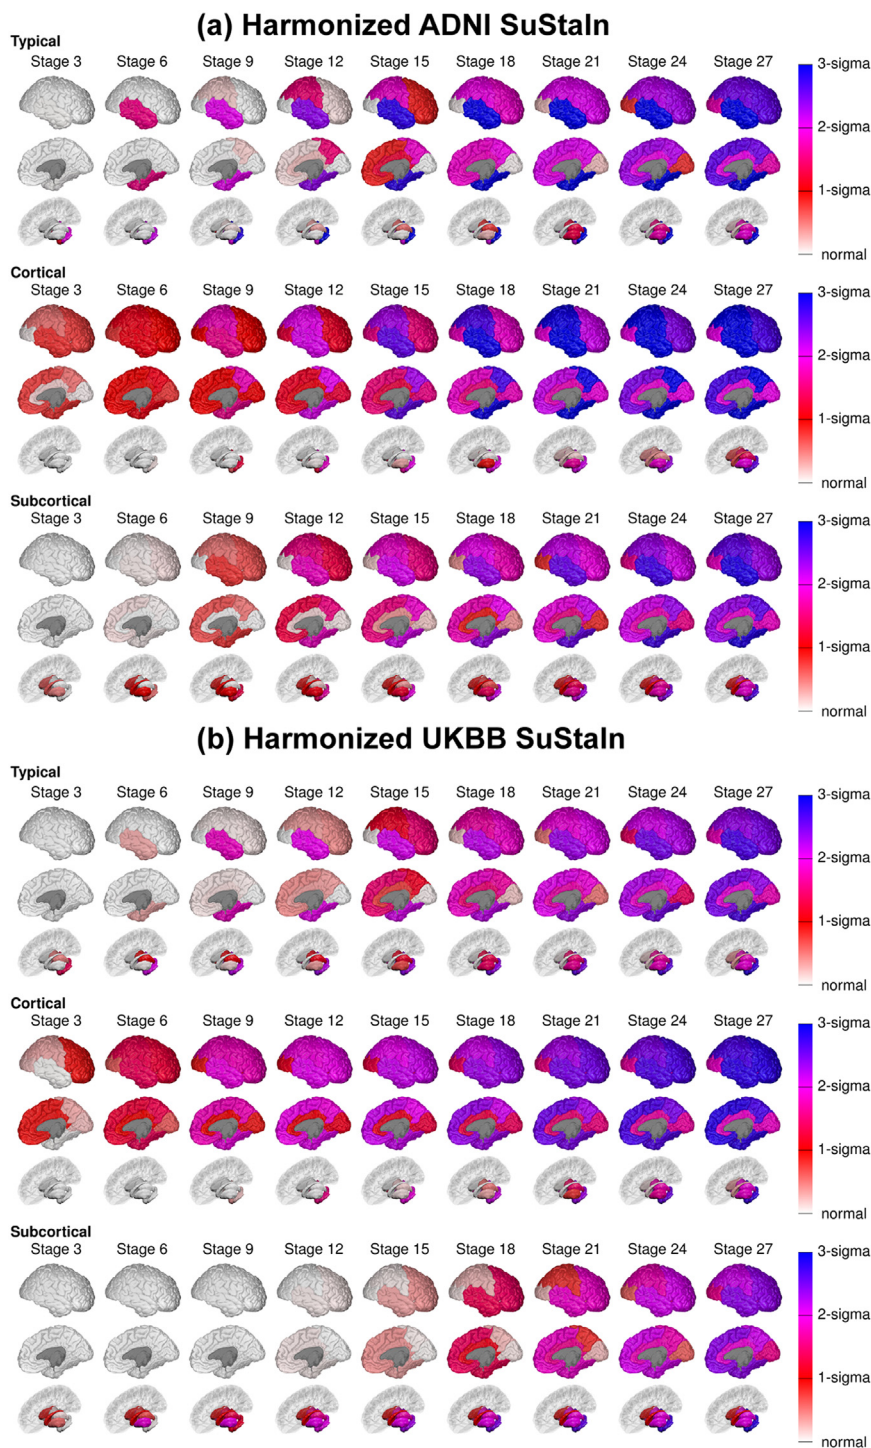 (a) Harmonized ADNI SuStaIn
Typical
Stage 3 Stage 6 Stage 9 Stage 12 Stage 15 Stage 18 Stage 21 Stage 24 Stage 27
3-sigma
2-sigma
1-sigma
normal
Cortical
Stage 3 Stage 6 Stage 9 Stage 12 Stage 15 Stage 18 Stage 21 Stage 24 Stage 27
3-sigma
2-sigma
1-sigma
normal
Subcortical
Stage 3 Stage 6 Stage 9 Stage 12 Stage 15 Stage 18 Stage 21 Stage 24 Stage 27
3-sigma
2-sigma
1-sigma
normal
(b) Harmonized UKBB SuStaIn
Typical
Stage 3 Stage 6 Stage 9 Stage 12 Stage 15 Stage 18 Stage 21 Stage 24 Stage 27
3-sigma
2-sigma
1-sigma
normal
Cortical
Stage 3 Stage 6 Stage 9 Stage 12 Stage 15 Stage 18 Stage 21 Stage 24 Stage 27
3-sigma
2-sigma
1-sigma
normal
Subcortical
Stage 3 Stage 6 Stage 9 Stage 12 Stage 15 Stage 18 Stage 21 Stage 24 Stage 27
3-sigma
2-sigma
1-sigma
normal